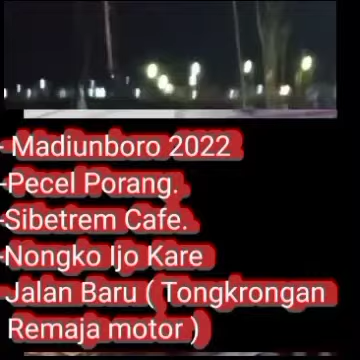 - Madiunboro 2022
-Pecel Porang.
-Sibetrem Cafe.
-Nongko Ijo Kare
-Jalan Baru ( Tongkrongan
Remaja motor )